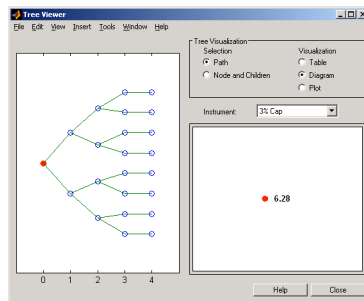 Tree Viewer
File Edit View Insert Tools Window Help
Tree Visualization
Selection
Visualization
Path
Table
Node and Children
Diagram
Plot
Instrument:
3% Cap
6.28
0 1 2 3 4
Help
Close